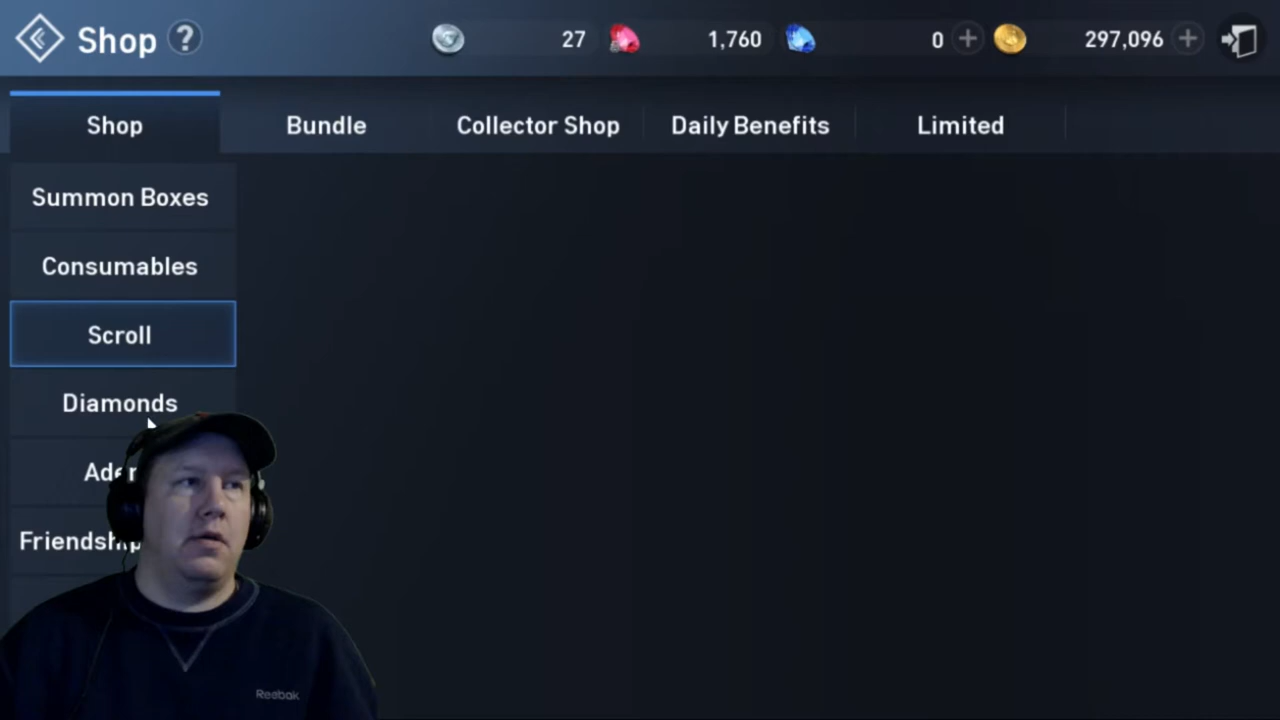 Shop ?
27
1,760
0
297,096
Shop
Bundle
Collector Shop
Daily Benefits
Limited
Summon Boxes
Consumables
Scroll
Diamonds
Reebok